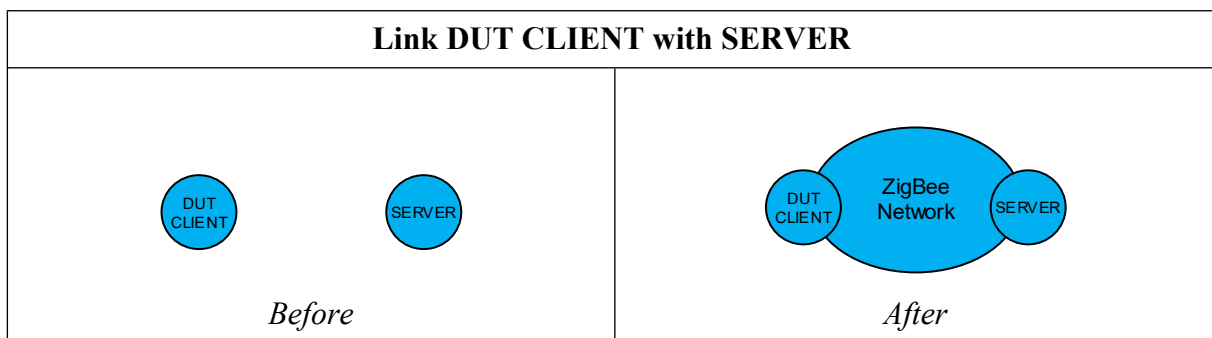 Link DUT CLIENT with SERVER
DUT
CLIENT
SERVER
Before
DUT
CLIENT
ZigBee
Network
SERVER
After